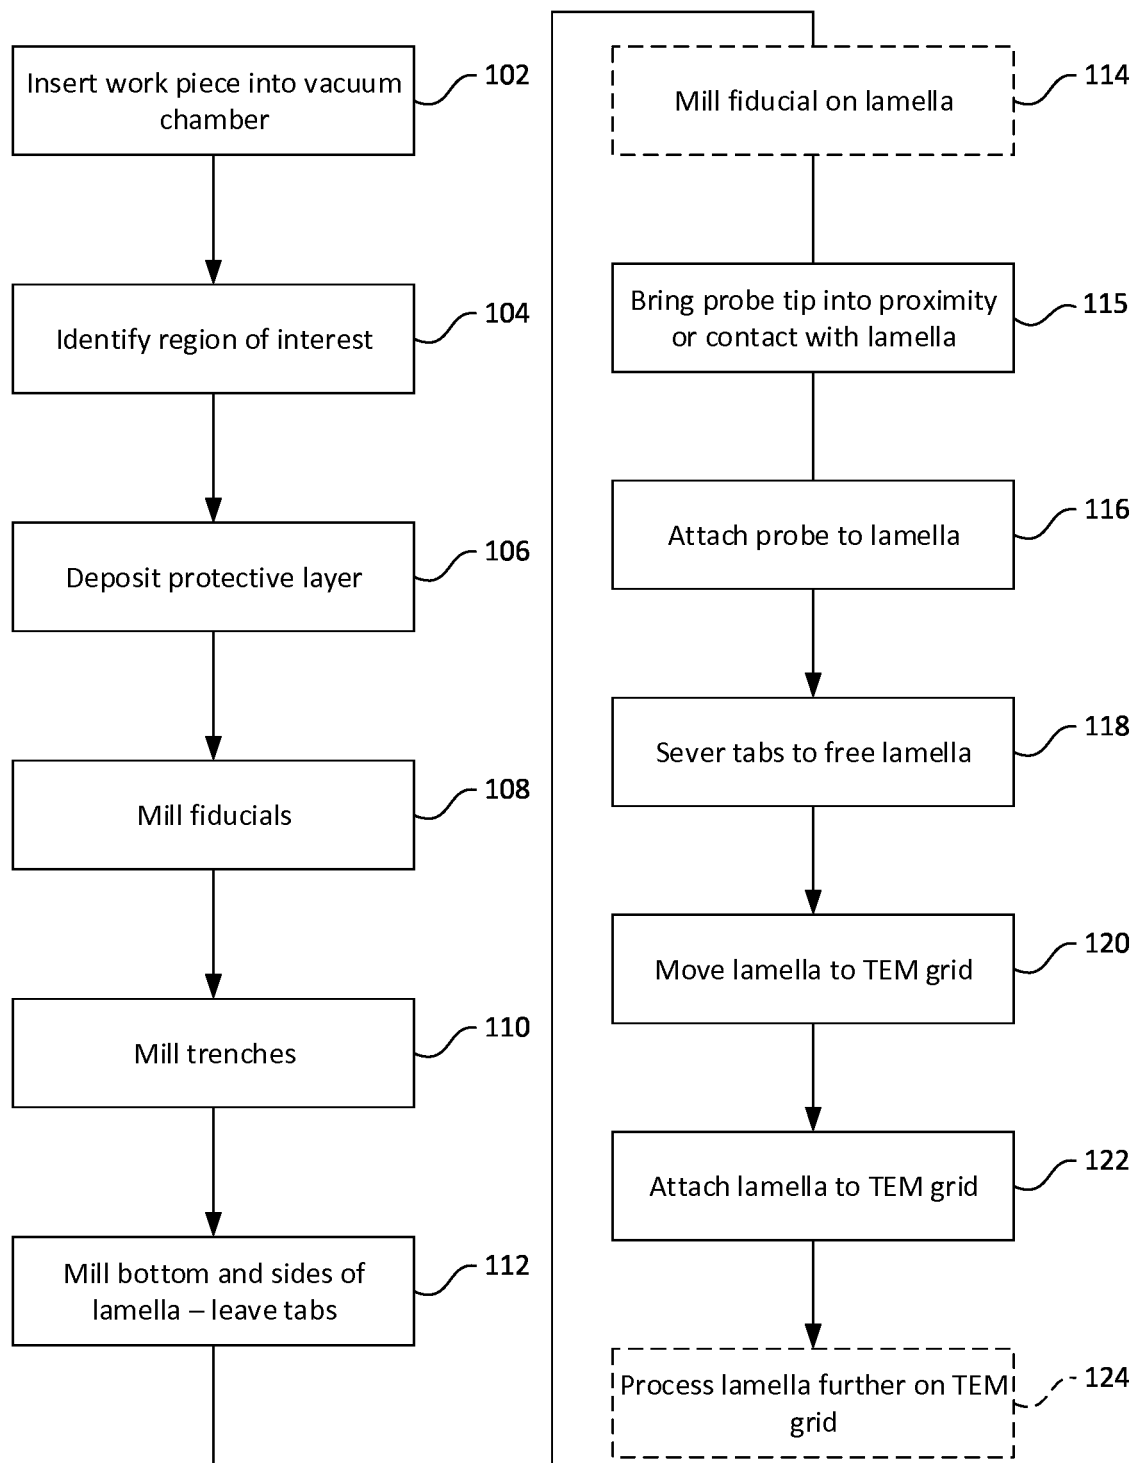 Insert work piece into vacuum
chamber
102
Identify region of interest
104
Deposit protective layer
106
Mill fiducials
108
Mill trenches
110
Mill bottom and sides of
lamella – leave tabs
112
Mill fiducial on lamella
114
Bring probe tip into proximity
or contact with lamella
115
Attach probe to lamella
116
Sever tabs to free lamella
118
Move lamella to TEM grid
120
Attach lamella to TEM grid
122
Process lamella further on TEM
grid
124